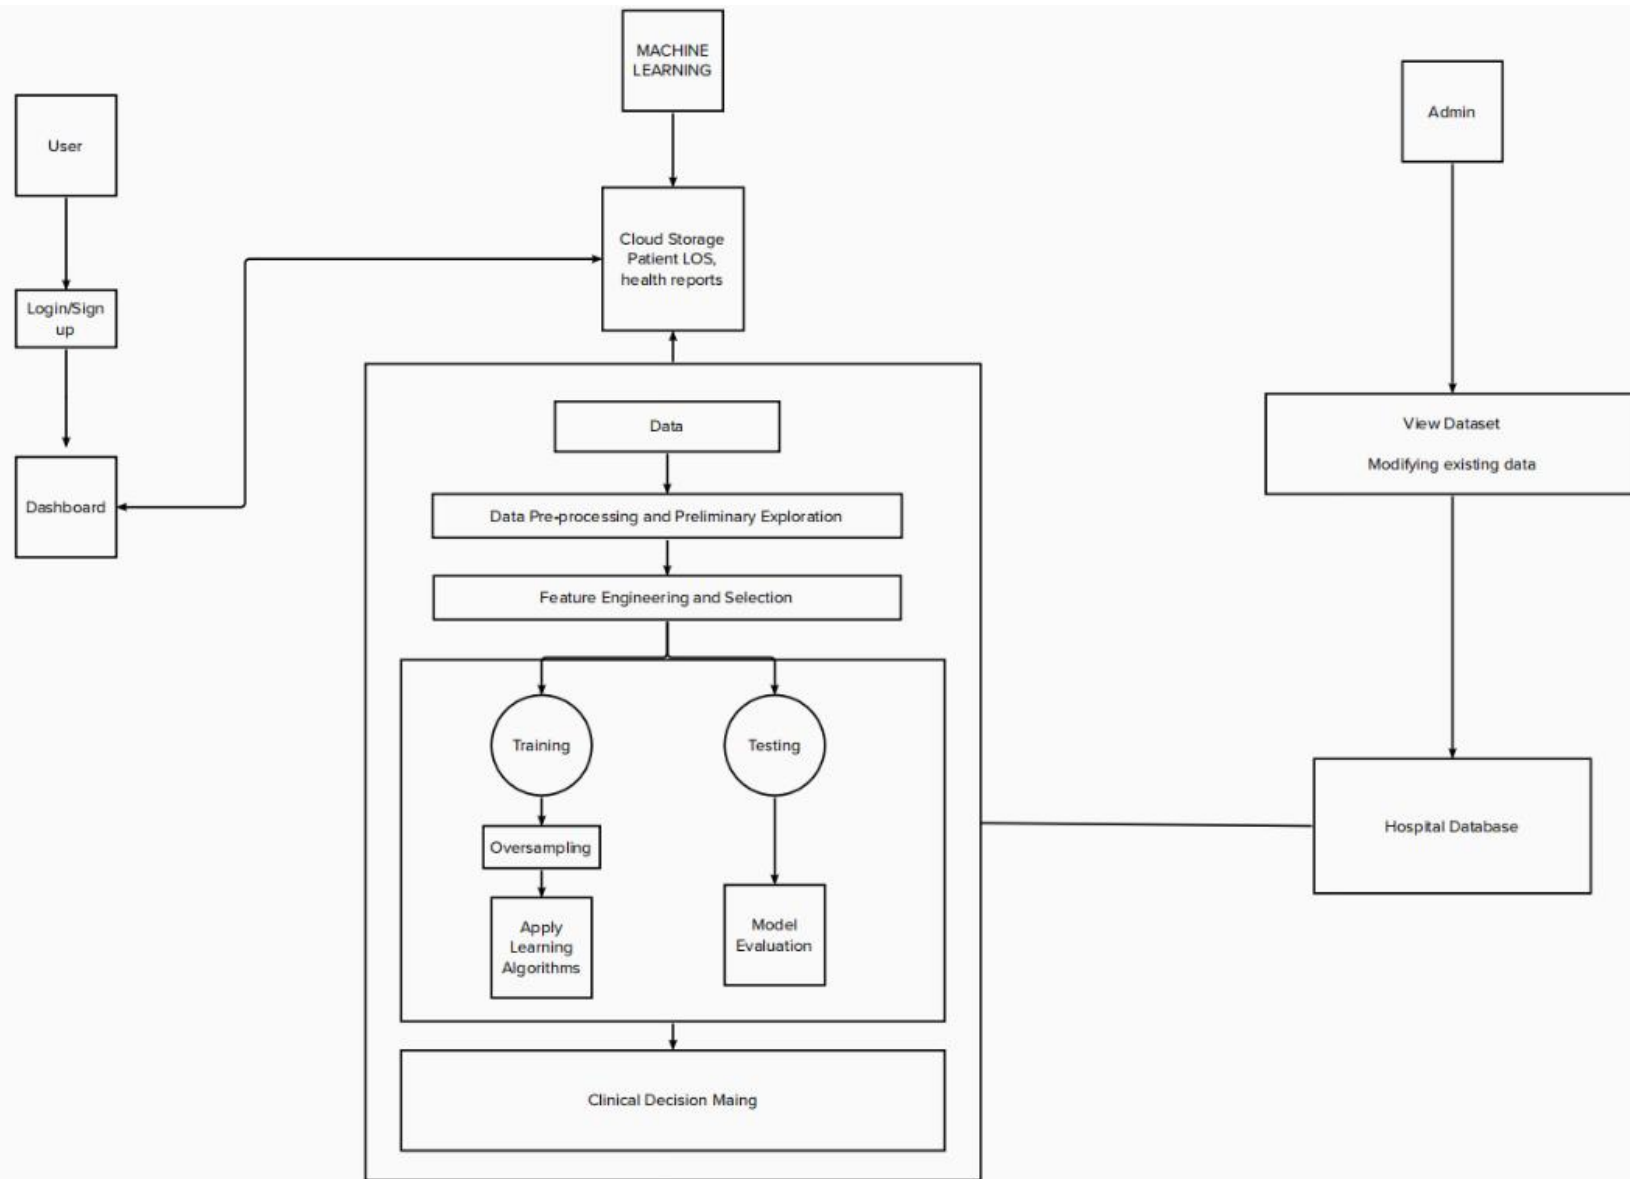 MACHINE
LEARNING
Admin
User
Cloud Storage
Patient LOS,
health reports
Login/Sign
up
Dashboard
Data
Data Pre-processing and Preliminary Exploration
Feature Engineering and Selection
Training
Testing
Oversampling
Apply
Learning
Algorithms
Model
Evaluation
Clinical Decision Maing
View Dataset
Modifying existing data
Hospital Database